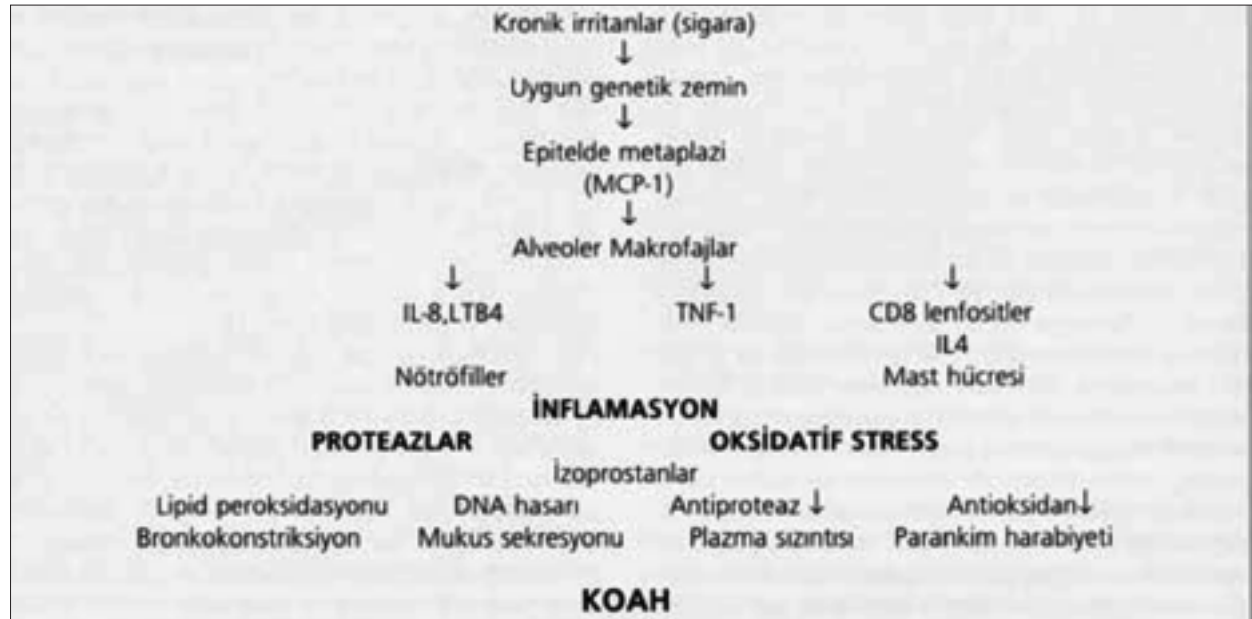 Kronik irritanlar (sigara)
↓
Uygun genetik zemin
↓
Epitelde metaplazi
(MCP-1)
↓
Alveoler Makrofajlar
↓ ↓ ↓
IL-8,LTB4 TNF-1 CD8 lenfositler
IL4
Nötröfiller Mast hücresi
İNFLAMASYON
PROTEAZLAR OKSİDATİF STRESS
İzoprostanlar
Lipid peroksidasyonu DNA hasarı Antiproteaz ↓ Antioksidan↓
Bronkokonstriksiyon Mukus sekresyonu Plazma sızıntısı Parankim harabiyeti
KOAH